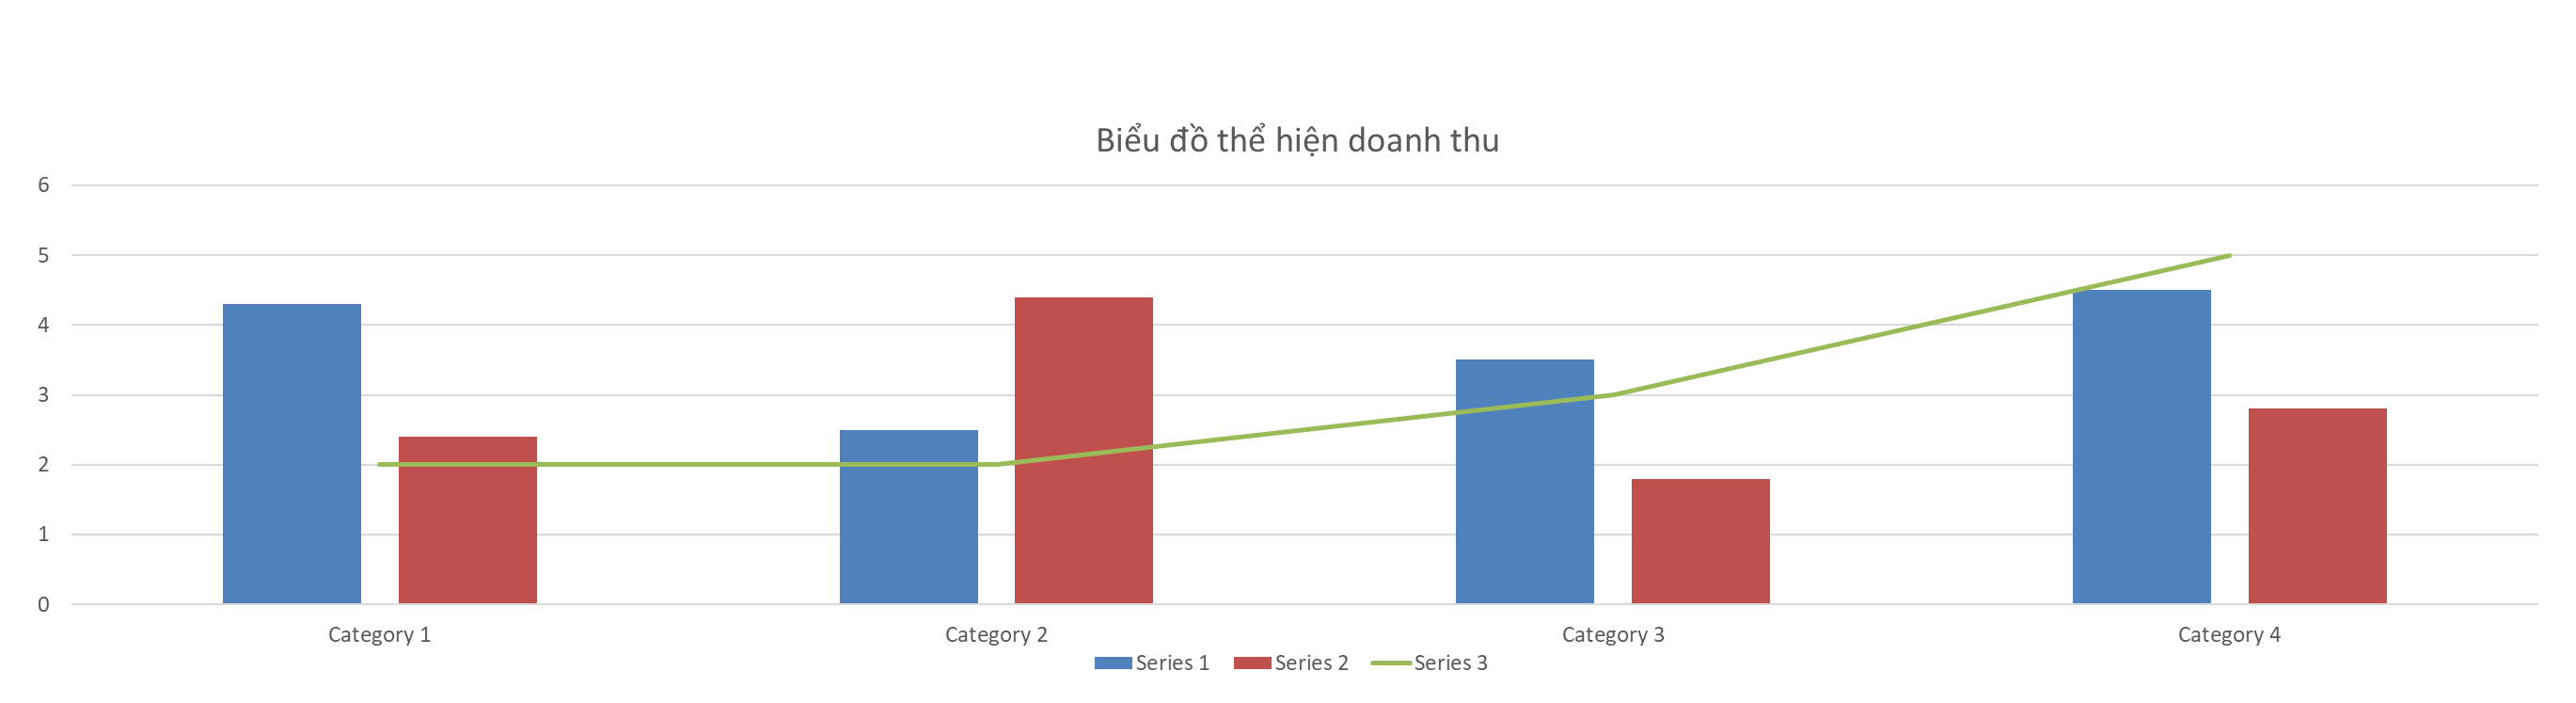 Biểu đồ thể hiện doanh thu
6
5
4
3
2
1
0
Category 1 Category 2 Category 3 Category 4
Series 1 Series 2 Series 3